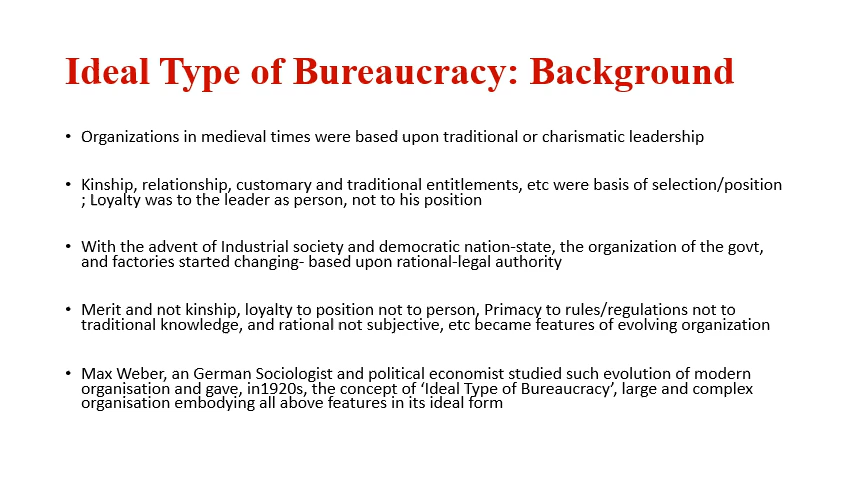 Ideal Type of Bureaucracy: Background
• Organizations in medieval times were based upon traditional or charismatic leadership
• Kinship, relationship, customary and traditional entitlements, etc were basis of selection/position
; Loyalty was to the leader as person, not to his position
• With the advent of Industrial society and democratic nation-state, the organization of the govt,
and factories started changing- based upon rational-legal authority
• Merit and not kinship, loyalty to position not to person, Primacy to rules/regulations not to
traditional knowledge, and rational not subjective, etc became features of evolving organization
• Max Weber, an German Sociologist and political economist studied such evolution of modern
organisation and gave, in1920s, the concept of ‘Ideal Type of Bureaucracy’, large and complex
organisation embodying all above features in its ideal form